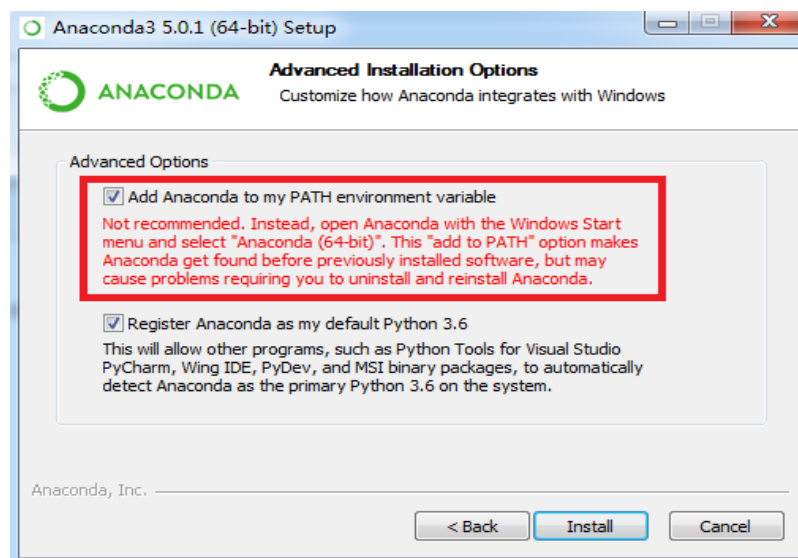 Anaconda3 5.0.1 (64-bit) Setup
Advanced Installation Options
ANACONDA
Customize how Anaconda integrates with Windows
Advanced Options
Add Anaconda to my PATH environment variable
Not recommended. Instead, open Anaconda with the Windows Start
menu and select "Anaconda (64-bit)". This "add to PATH" option makes
Anaconda get found before previously installed software, but may
cause problems requiring you to uninstall and reinstall Anaconda.
Register Anaconda as my default Python 3.6
This will allow other programs, such as Python Tools for Visual Studio
PyCharm, Wing IDE, PyDev, and MSI binary packages, to automatically
detect Anaconda as the primary Python 3.6 on the system.
Anaconda, Inc.
< Back
Install
Cancel